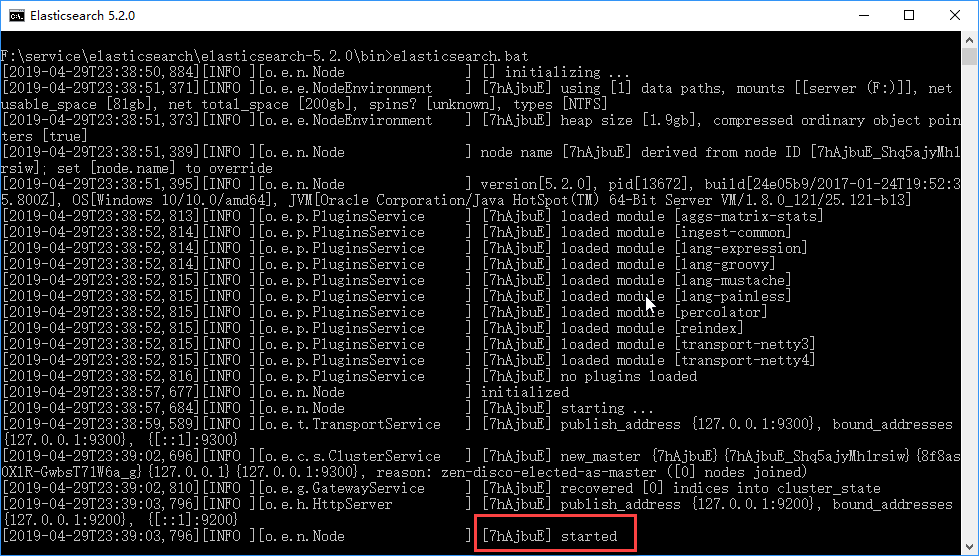 Elasticsearch 5.2.0
F:\service\elasticsearch\elasticsearch-5.2.0\bin>elasticsearch.bat
[2019-04-29T23:38:50,884][INFO ][o.e.n.Node               ] [] initializing ...
[2019-04-29T23:38:51,371][INFO ][o.e.e.NodeEnvironment    ] [7hAjbuE] using [1] data paths, mounts [[server (F:)]], net
usable_space [81gb], net total_space [200gb], spins? [unknown], types [NTFS]
[2019-04-29T23:38:51,373][INFO ][o.e.e.NodeEnvironment    ] [7hAjbuE] heap size [1.9gb], compressed ordinary object poin
ters [true]
[2019-04-29T23:38:51,389][INFO ][o.e.n.Node               ] node name [7hAjbuE] derived from node ID [7hAjbuE_Shq5ajyMhlr
rsiw]; set [node.name] to override
[2019-04-29T23:38:51,395][INFO ][o.e.n.Node               ] version[5.2.0], pid[13672], build[24e05b9/2017-01-24T19:52:3
5.800Z], OS[Windows 10/10.0/amd64], JVM[Oracle Corporation/Java HotSpot(TM) 64-Bit Server VM/1.8.0_121/25.121-b13]
[2019-04-29T23:38:52,813][INFO ][o.e.p.PluginsService     ] [7hAjbuE] loaded module [aggs-matrix-stats]
[2019-04-29T23:38:52,814][INFO ][o.e.p.PluginsService     ] [7hAjbuE] loaded module [ingest-common]
[2019-04-29T23:38:52,814][INFO ][o.e.p.PluginsService     ] [7hAjbuE] loaded module [lang-expression]
[2019-04-29T23:38:52,814][INFO ][o.e.p.PluginsService     ] [7hAjbuE] loaded module [lang-groovy]
[2019-04-29T23:38:52,815][INFO ][o.e.p.PluginsService     ] [7hAjbuE] loaded module [lang-mustache]
[2019-04-29T23:38:52,815][INFO ][o.e.p.PluginsService     ] [7hAjbuE] loaded module [lang-painless]
[2019-04-29T23:38:52,815][INFO ][o.e.p.PluginsService     ] [7hAjbuE] loaded module [percolator]
[2019-04-29T23:38:52,815][INFO ][o.e.p.PluginsService     ] [7hAjbuE] loaded module [reindex]
[2019-04-29T23:38:52,815][INFO ][o.e.p.PluginsService     ] [7hAjbuE] loaded module [transport-netty3]
[2019-04-29T23:38:52,815][INFO ][o.e.p.PluginsService     ] [7hAjbuE] loaded module [transport-netty4]
[2019-04-29T23:38:52,816][INFO ][o.e.p.PluginsService     ] [7hAjbuE] no plugins loaded
[2019-04-29T23:38:57,677][INFO ][o.e.n.Node               ] initialized
[2019-04-29T23:38:57,684][INFO ][o.e.n.Node               ] [7hAjbuE] starting ...
[2019-04-29T23:38:59,589][INFO ][o.e.t.TransportService   ] [7hAjbuE] publish_address {127.0.0.1:9300}, bound_addresses
{127.0.0.1:9300}, {[::1]:9300}
[2019-04-29T23:39:02,696][INFO ][o.e.c.s.ClusterService   ] [7hAjbuE] new_master {7hAjbuE}{7hAjbuE_Shq5ajyMhlrsiw}{8f8as
OX1R-GwbsT71W6a_g}{127.0.0.1}{127.0.0.1:9300}, reason: zen-disco-elected-as-master ([0] nodes joined)
[2019-04-29T23:39:02,810][INFO ][o.e.g.GatewayService     ] [7hAjbuE] recovered [0] indices into cluster_state
[2019-04-29T23:39:03,796][INFO ][o.e.h.HttpServer         ] [7hAjbuE] publish_address {127.0.0.1:9200}, bound_addresses
{127.0.0.1:9200}, {[::1]:9200}
[2019-04-29T23:39:03,796][INFO ][o.e.n.Node               ] [7hAjbuE] started